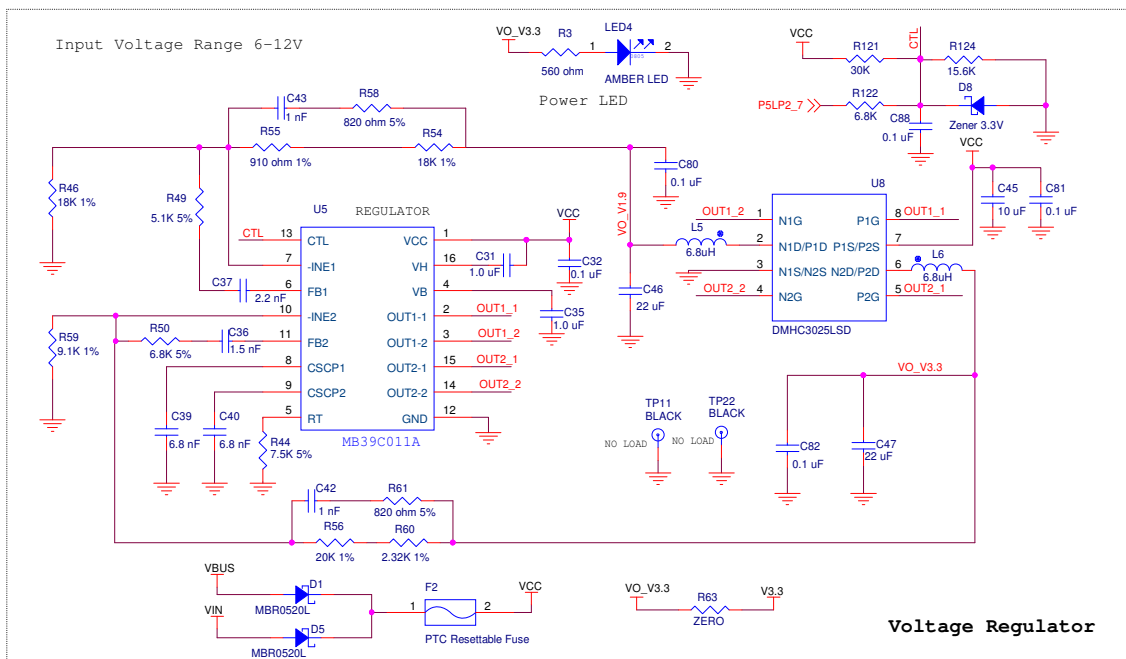 Input Voltage Range 6-12V
VO_V3.3
R3
560 ohm
1
LED4
2
AMBER LED
Power LED
VCC
R121
30K
CTL
R124
15.6K
P5LP2_7
R122
6.8K
C88
0.1 uF
D8
Zener 3.3V
C43
1 nF
R58
820 ohm 5%
R55
910 ohm 1%
R54
18K 1%
R46
18K 1%
R49
5.1K 5%
C80
0.1 uF
VO_V1.9
VCC
C45
10 uF
C81
0.1 uF
U5
REGULATOR
CTL
13
CTL
VCC
1
VCC
7
-INE1
VH
16
C31
1.0 uF
C32
0.1 uF
6
FB1
VB
4
C37
2.2 nF
C35
1.0 uF
10
-INE2
OUT1-1
2
OUT1_1
11
FB2
OUT1-2
3
OUT1_2
8
CSCP1
OUT2-1
15
OUT2_1
9
CSCP2
OUT2-2
14
OUT2_2
5
RT
GND
12
MB39C011A
R59
9.1K 1%
R50
6.8K 5%
C36
1.5 nF
C39
6.8 nF
C40
6.8 nF
R44
7.5K 5%
U8
OUT1_2
1
N1G
P1G
8
OUT1_1
L5
6.8uH
2
N1D/P1D
P1S/P2S
7
3
N1S/N2S
N2D/P2D
6
L6
6.8uH
OUT2_2
4
N2G
P2G
5
OUT2_1
DMHC3025LSD
C46
22 uF
VO_V3.3
TP11
BLACK
NO LOAD
TP22
BLACK
NO LOAD
C82
0.1 uF
C47
22 uF
C42
1 nF
R61
820 ohm 5%
R56
20K 1%
R60
2.32K 1%
VBUS
D1
MBR0520L
VIN
D5
MBR0520L
F2
1
2
PTC Resettable Fuse
VCC
VO_V3.3
R63
ZERO
V3.3
Voltage Regulator